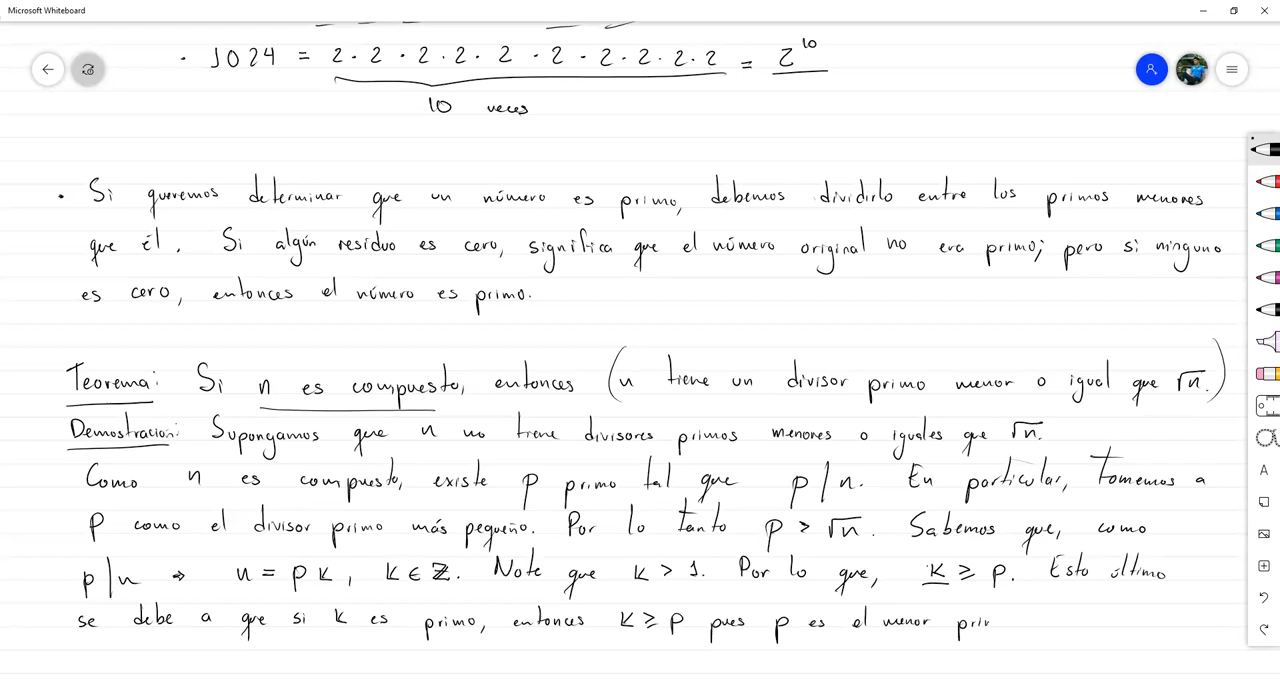 Microsoft Whiteboard
· 1024 = 2 · 2 · 2 · 2 · 2 · 2 · 2 · 2 · 2 · 2 = 2^10
10 veces
· Si queremos determinar que un número es primo, debemos dividirlo entre los primos menores
que él. Si algún residuo es cero, significa que el número original no era primo; pero si ninguno
es cero, entonces el número es primo.
Teorema: Si n es compuesto, entonces (n tiene un divisor primo menor o igual que √n.)
Demostracion: Supongamos que n no tiene divisores primos menores o iguales que √n.
Como n es compuesto, existe p primo tal que p | n. En particular, tomemos a
p como el divisor primo más pequeño. Por lo tanto p > √n. Sabemos que, como
p | n ⇒ n = p k, k ∈ ℤ. Note que k > 1. Por lo que, k ≥ p. Esto último
se debe a que si k es primo, entonces k ≥ p pues p es el menor pri
A